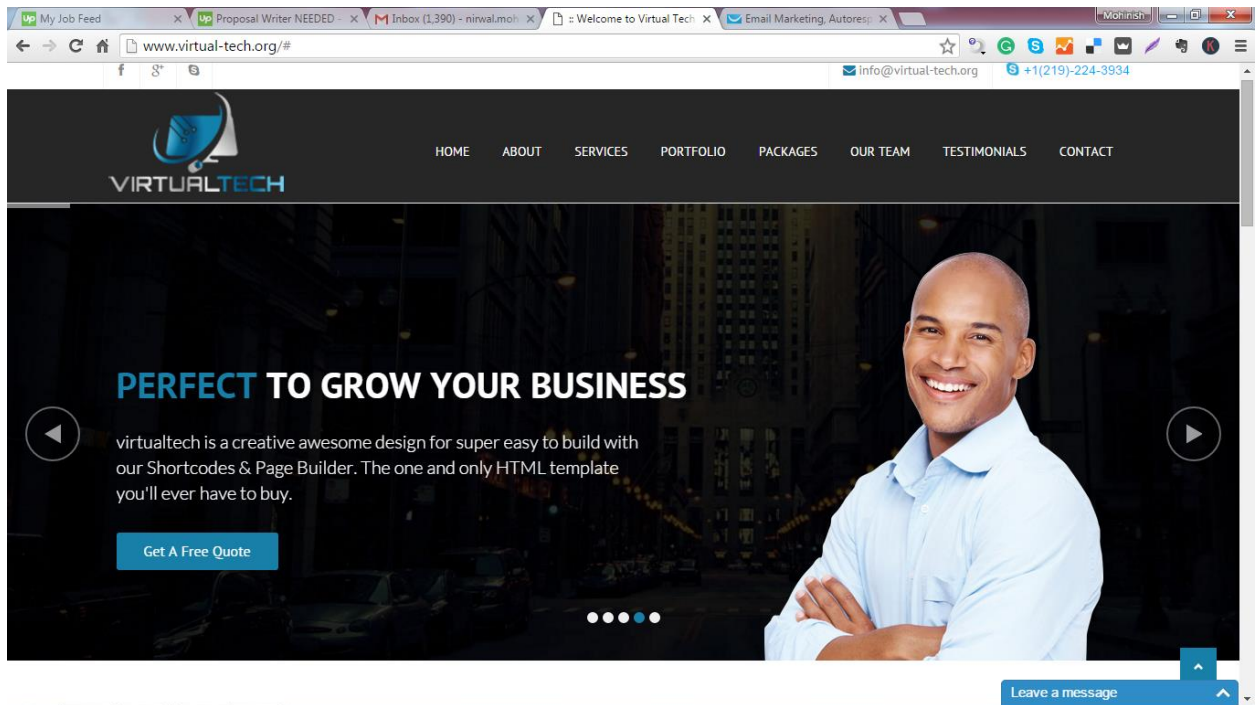 My Job Feed
Proposal Writer NEEDED -
Inbox (1,390) - nirwal.moh
:: Welcome to Virtual Tech
Email Marketing, Autoresp
Mohinish
www.virtual-tech.org/#
info@virtual-tech.org +1(219)-224-3934
VIRTUALTECH
HOME ABOUT SERVICES PORTFOLIO PACKAGES OUR TEAM TESTIMONIALS CONTACT
PERFECT TO GROW YOUR BUSINESS
virtualtech is a creative awesome design for super easy to build with
our Shortcodes & Page Builder. The one and only HTML template
you'll ever have to buy.
Get A Free Quote
Leave a message